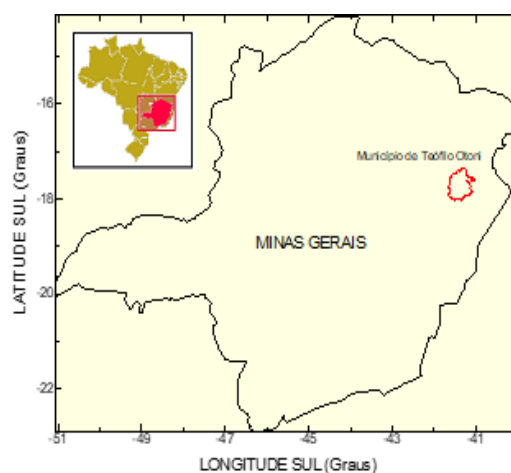 -16
Município de Teófilo Otoni
-18
MINAS GERAIS
-20
-22
LATITUDE SUL (Graus)
-51 -49 -47 -45 -43 -41
LONGITUDE SUL (Graus)